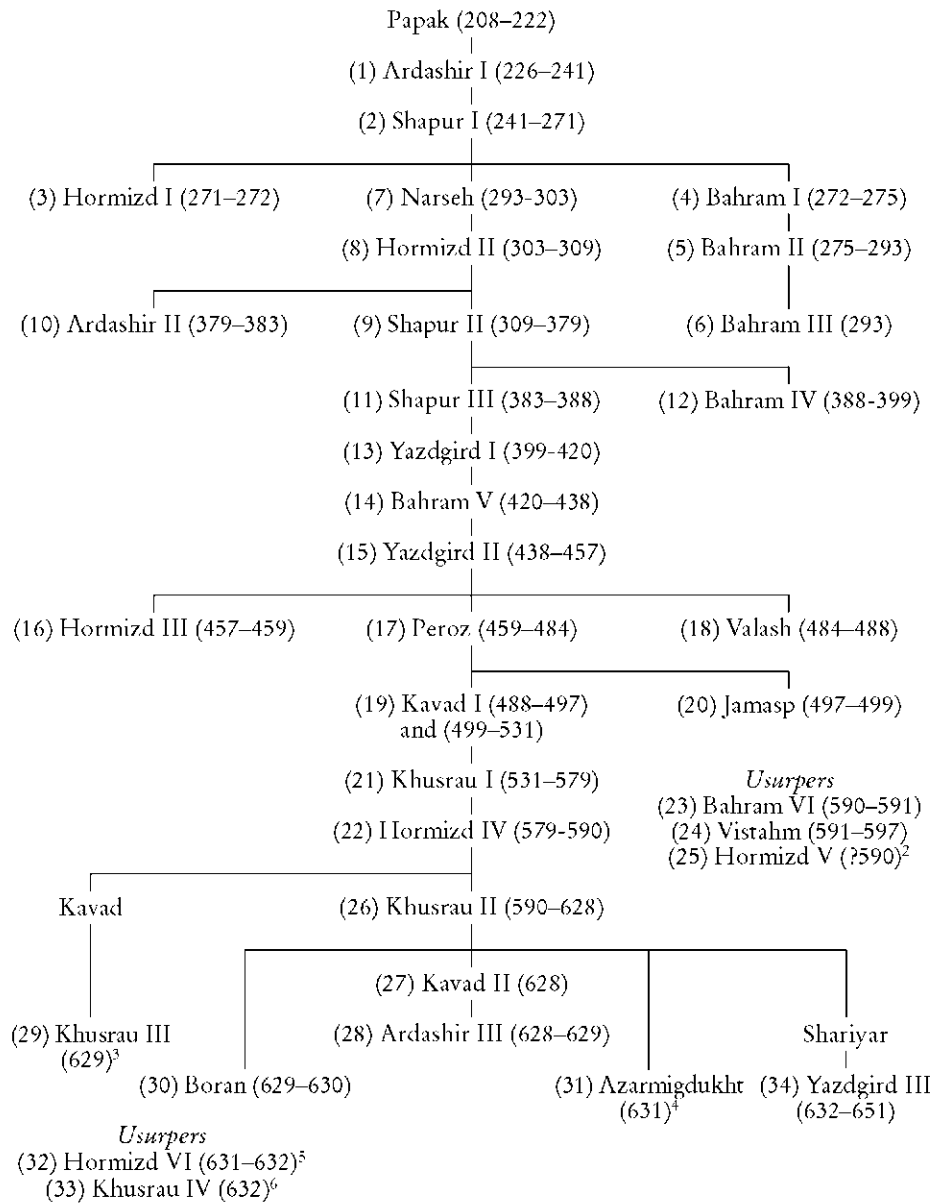 Papak (208–222)
(1) Ardashir I (226–241)
(2) Shapur I (241–271)
(3) Hormizd I (271–272)
(7) Narseh (293-303)
(4) Bahram I (272–275)
(8) Hormizd II (303–309)
(5) Bahram II (275–293)
(10) Ardashir II (379–383)
(9) Shapur II (309–379)
(6) Bahram III (293)
(11) Shapur III (383–388)
(12) Bahram IV (388-399)
(13) Yazdgird I (399-420)
(14) Bahram V (420–438)
(15) Yazdgird II (438–457)
(16) Hormizd III (457–459)
(17) Peroz (459–484)
(18) Valash (484–488)
(19) Kavad I (488–497)
and (499–531)
(20) Jamasp (497–499)
(21) Khusrau I (531–579)
(22) Hormizd IV (579-590)
Usurpers
(23) Bahram VI (590–591)
(24) Vistahm (591–597)
(25) Hormizd V (?590)²
Kavad
(26) Khusrau II (590–628)
(27) Kavad II (628)
(29) Khusrau III
(629)³
(28) Ardashir III (628–629)
Shariyar
(30) Boran (629–630)
(31) Azarmigdukht
(631)⁴
(34) Yazdgird III
(632–651)
Usurpers
(32) Hormizd VI (631–632)⁵
(33) Khusrau IV (632)⁶